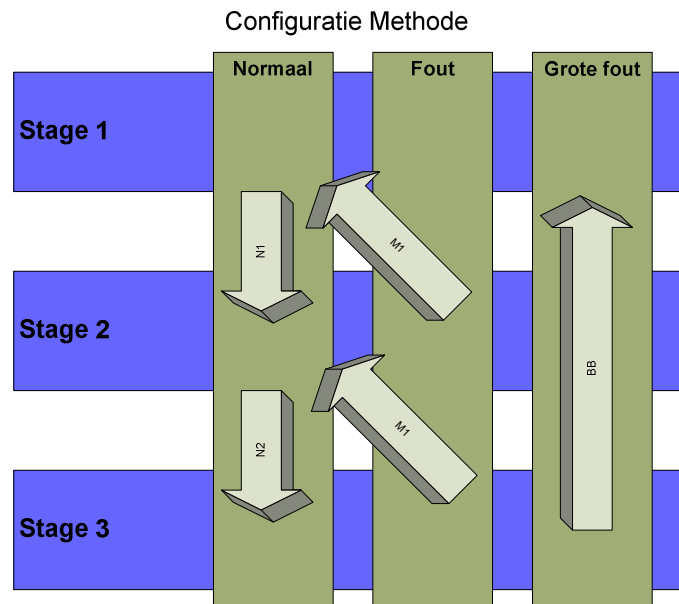 Configuratie Methode
Normaal
Fout
Grote fout
Stage 1
N1
M1
Stage 2
BB
N2
M1
Stage 3